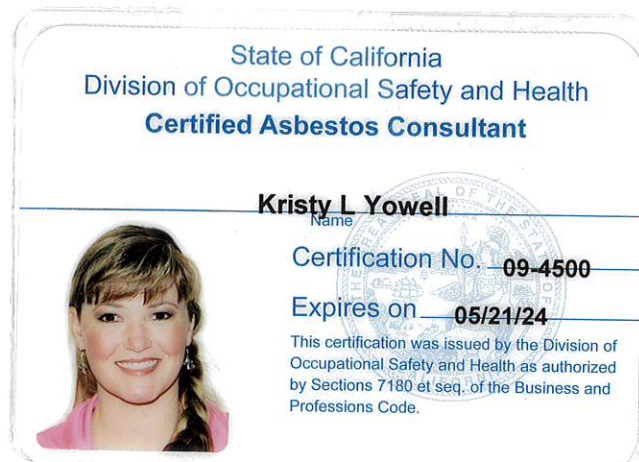 State of California
Division of Occupational Safety and Health
Certified Asbestos Consultant
Kristy L Yowell
Name
Certification No. 09-4500
Expires on 05/21/24
This certification was issued by the Division of
Occupational Safety and Health as authorized
by Sections 7180 et seq. of the Business and
Professions Code.